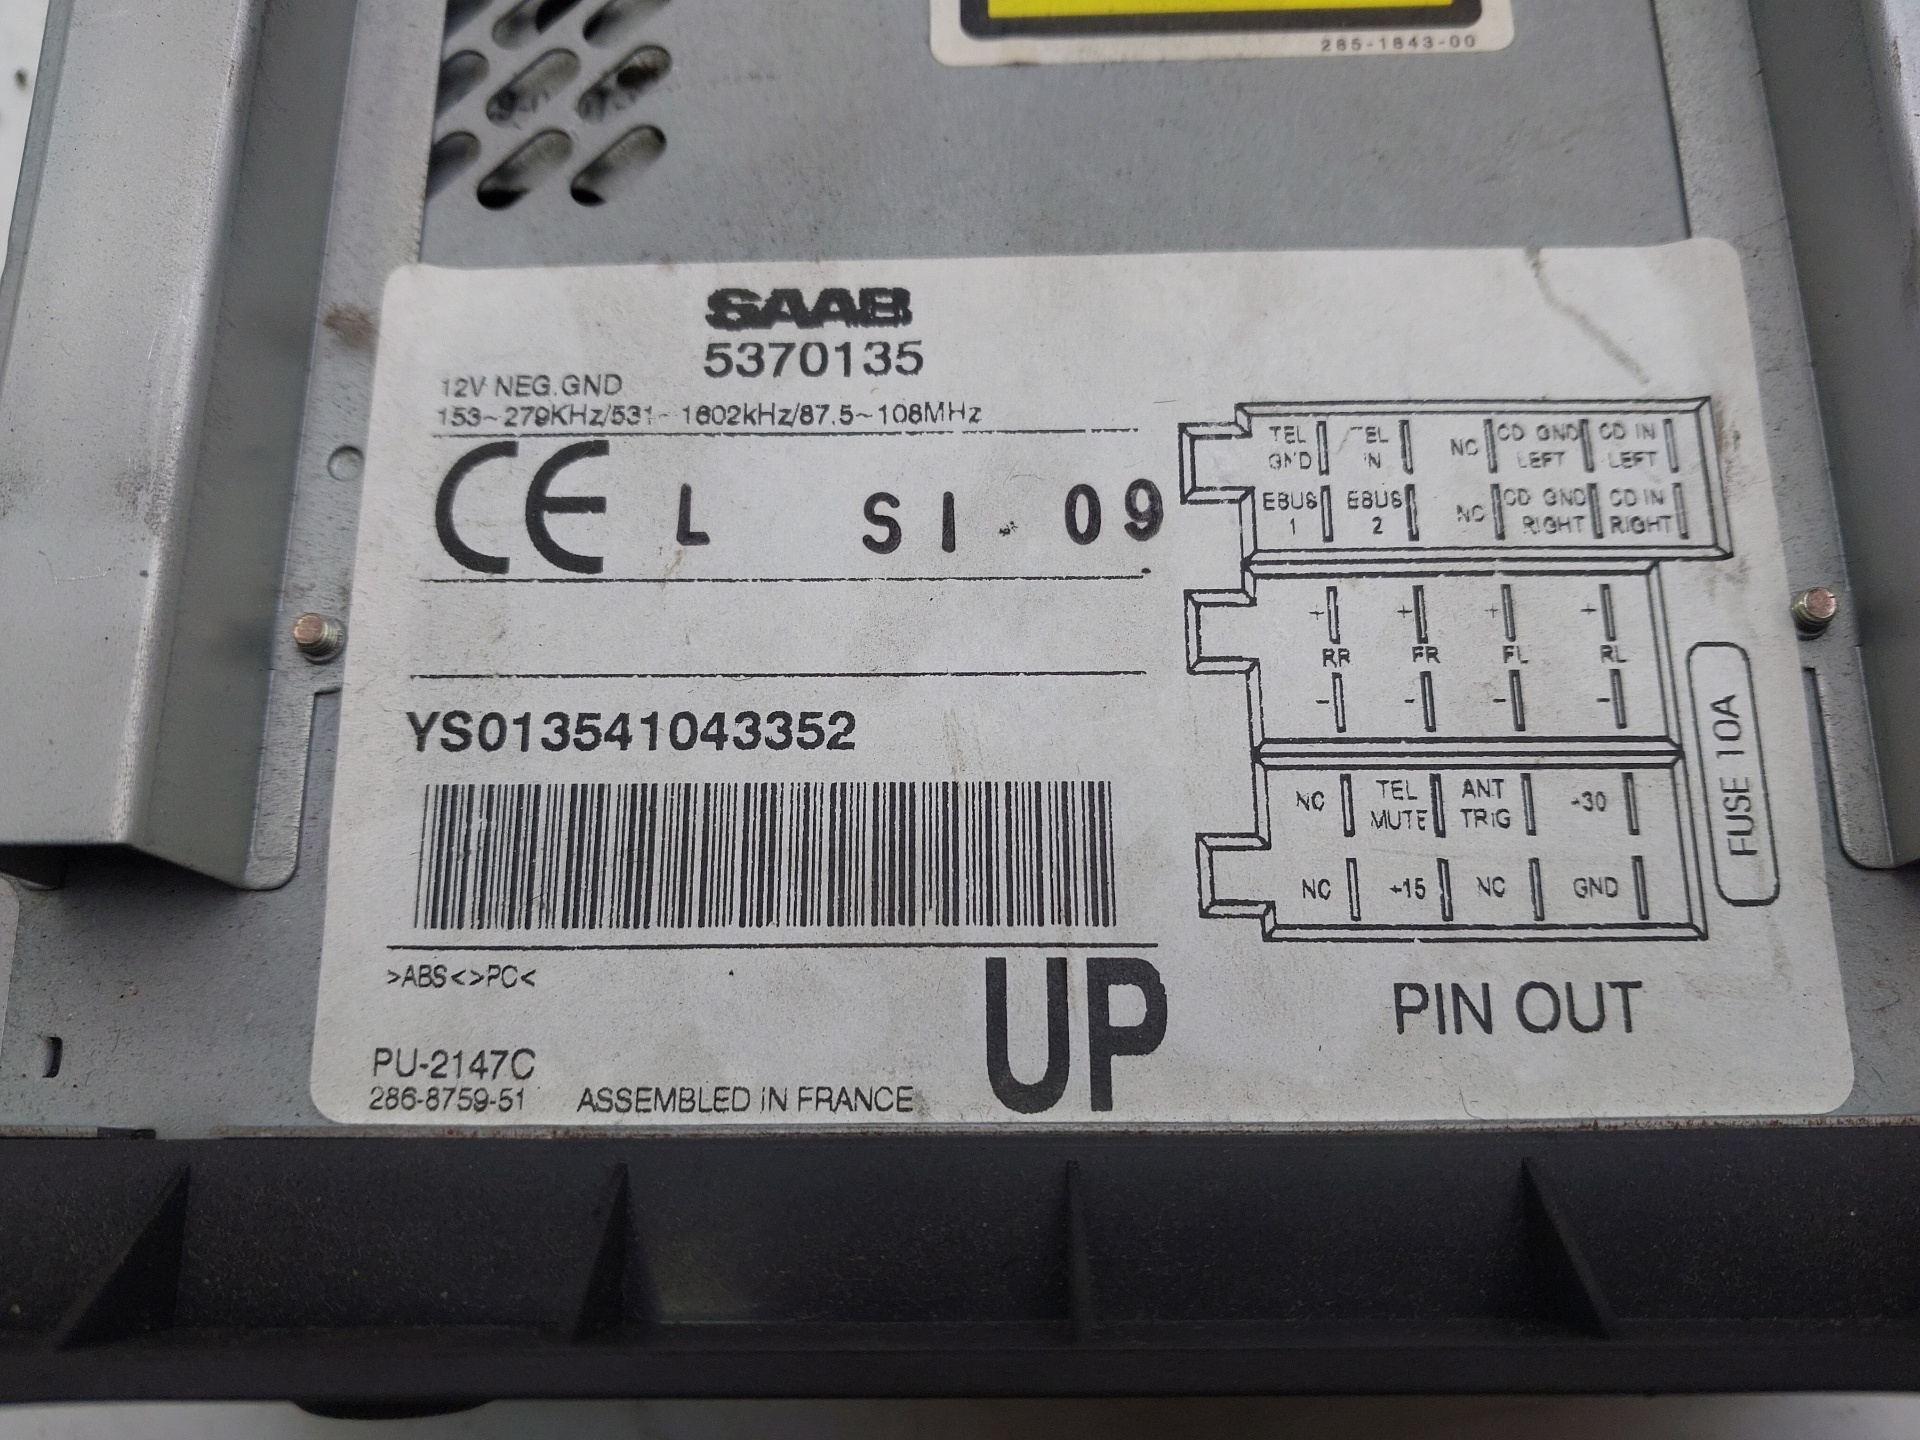 285-1843-00
SAAB
5370135
12V NEG.GND
153~279KHz/531~1602kHz/87.5~108MHz
CE L SI 09
YS013541043352
>ABS<>PC<
PU-2147C
286-8759-51 ASSEMBLED IN FRANCE
UP
TEL GND TEL IN NC CD GND LEFT CD IN LEFT
EBUS 1 EBUS 2 NC CD GND RIGHT CD IN RIGHT
+ + + +
RR FR FL RL
- - - -
NC TEL MUTE ANT TRIG +30
NC +15 NC GND
FUSE 10A
PIN OUT